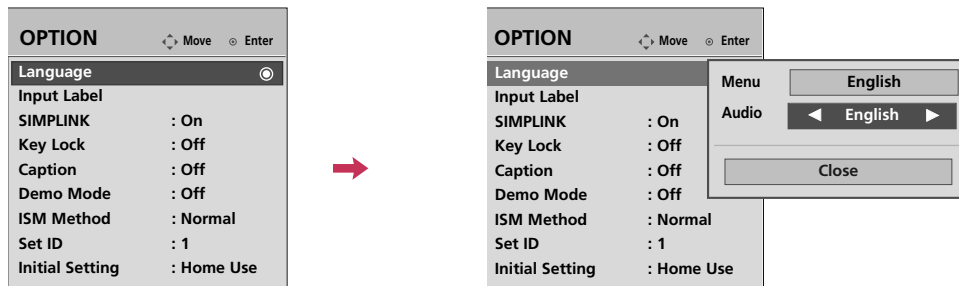 OPTION Move Enter
Language
Input Label
SIMPLINK : On
Key Lock : Off
Caption : Off
Demo Mode : Off
ISM Method : Normal
Set ID : 1
Initial Setting : Home Use
OPTION Move Enter
Language
Input Label
SIMPLINK : On
Key Lock : Off
Caption : Off
Demo Mode : Off
ISM Method : Normal
Set ID : 1
Initial Setting : Home Use
Menu English
Audio ◀ English ▶
Close